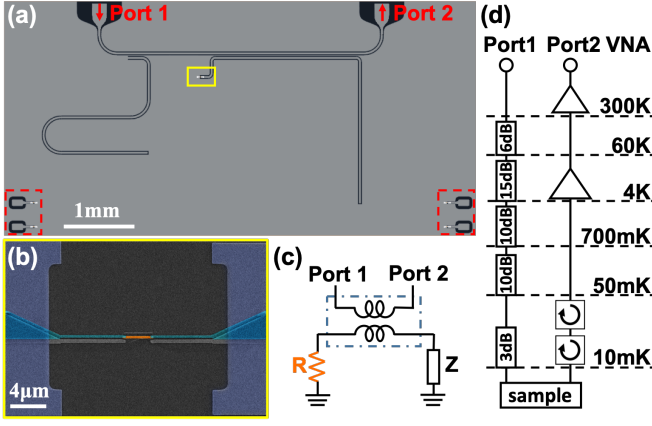 (a)
Port 1
Port 2
1mm
(b)
4μm
(c)
Port 1 Port 2
R
Z
(d)
Port1 Port2 VNA
300K
6dB
60K
15dB
4K
10dB
700mK
10dB
50mK
3dB
10mK
sample